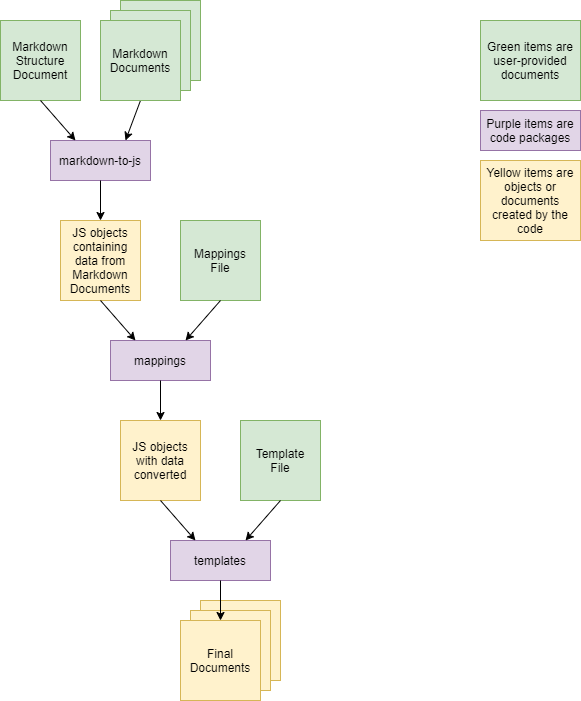 Markdown
Structure
Document
Markdown
Documents
Green items are
user-provided
documents
Purple items are
code packages
markdown-to-js
Yellow items are
objects or
documents
created by the
code
JS objects
containing
data from
Markdown
Documents
Mappings
File
mappings
JS objects
with data
converted
Template
File
templates
Final
Documents